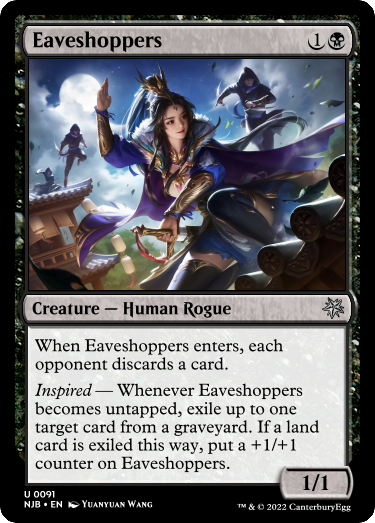 Eaveshoppers 1
Creature — Human Rogue
When Eaveshoppers enters, each
opponent discards a card.
Inspired — Whenever Eaveshoppers
becomes untapped, exile up to one
target card from a graveyard. If a land
card is exiled this way, put a +1/+1
counter on Eaveshoppers.
1/1
U 0091
NJB • EN Yuanyuan Wang
™ & © 2022 CanterburyEgg